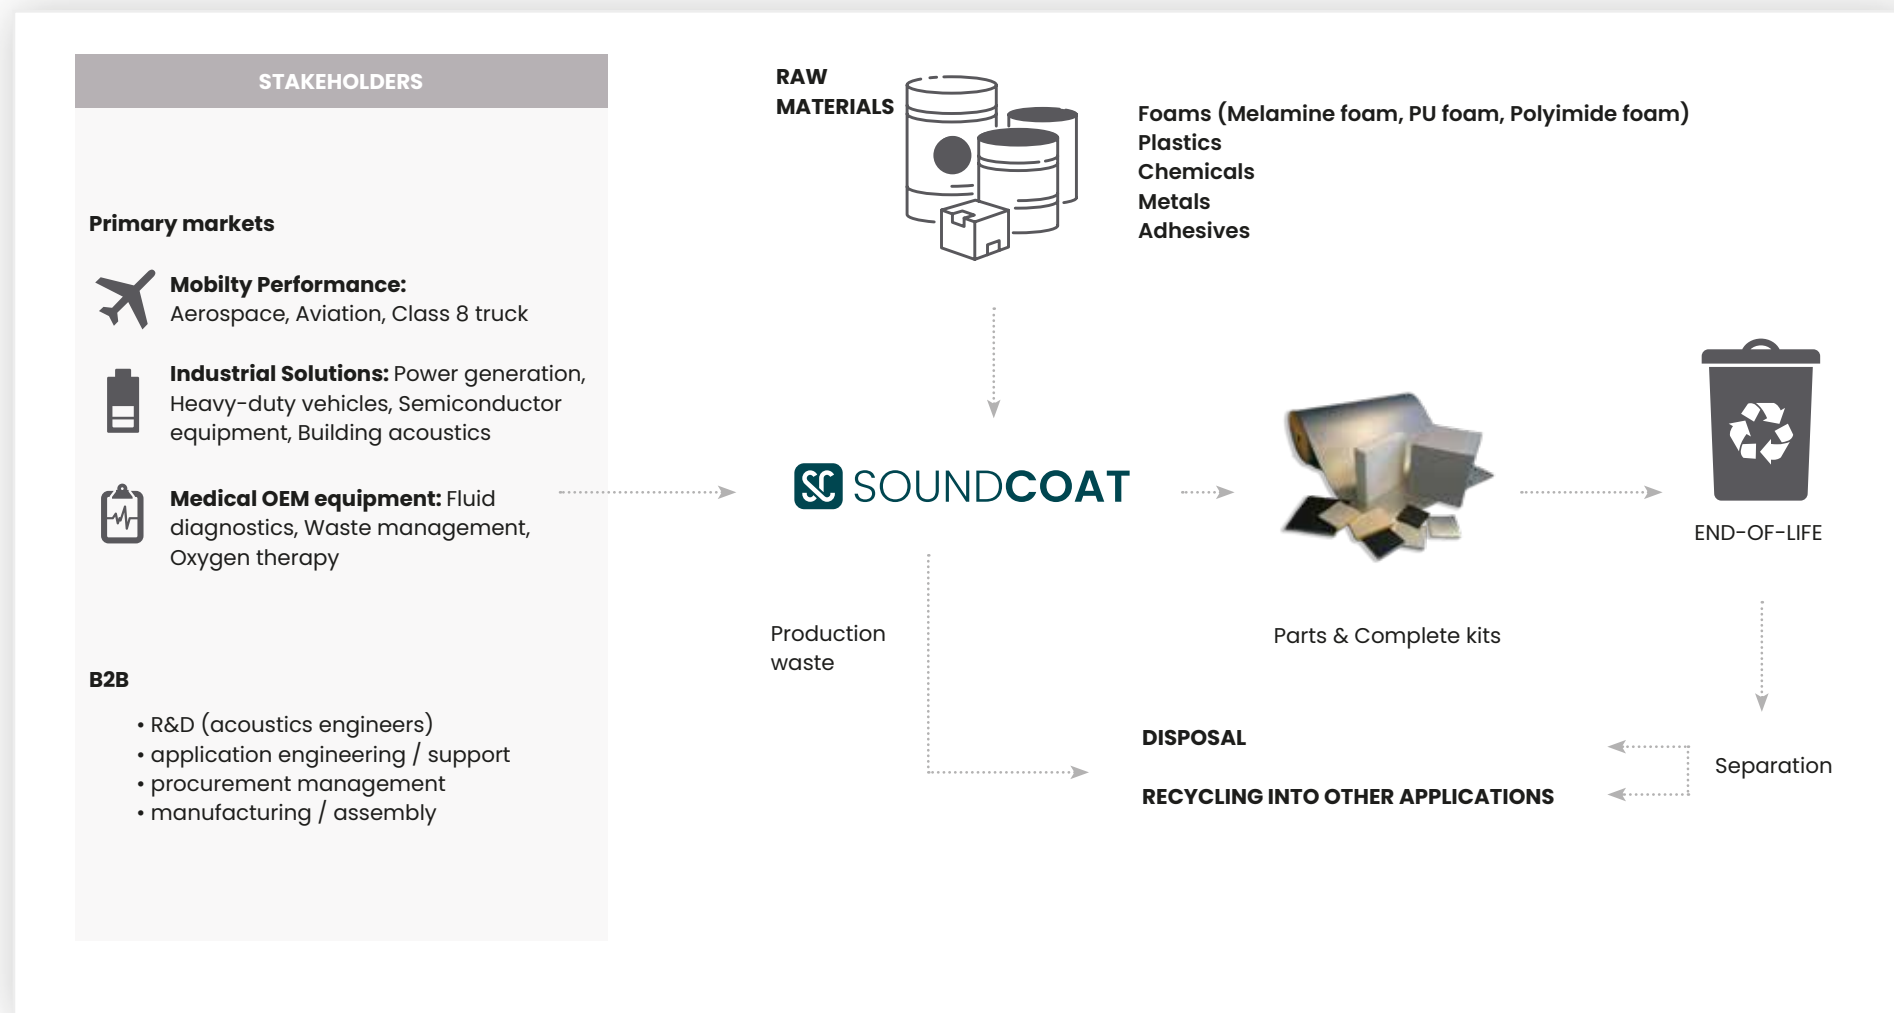 STAKEHOLDERS
Primary markets
Mobilty Performance:
Aerospace, Aviation, Class 8 truck
Industrial Solutions: Power generation,
Heavy-duty vehicles, Semiconductor
equipment, Building acoustics
Medical OEM equipment: Fluid
diagnostics, Waste management,
Oxygen therapy
B2B
• R&D (acoustics engineers)
• application engineering / support
• procurement management
• manufacturing / assembly
RAW
MATERIALS
Foams (Melamine foam, PU foam, Polyimide foam)
Plastics
Chemicals
Metals
Adhesives
SC SOUNDCOAT
Production
waste
Parts & Complete kits
END-OF-LIFE
Separation
DISPOSAL
RECYCLING INTO OTHER APPLICATIONS